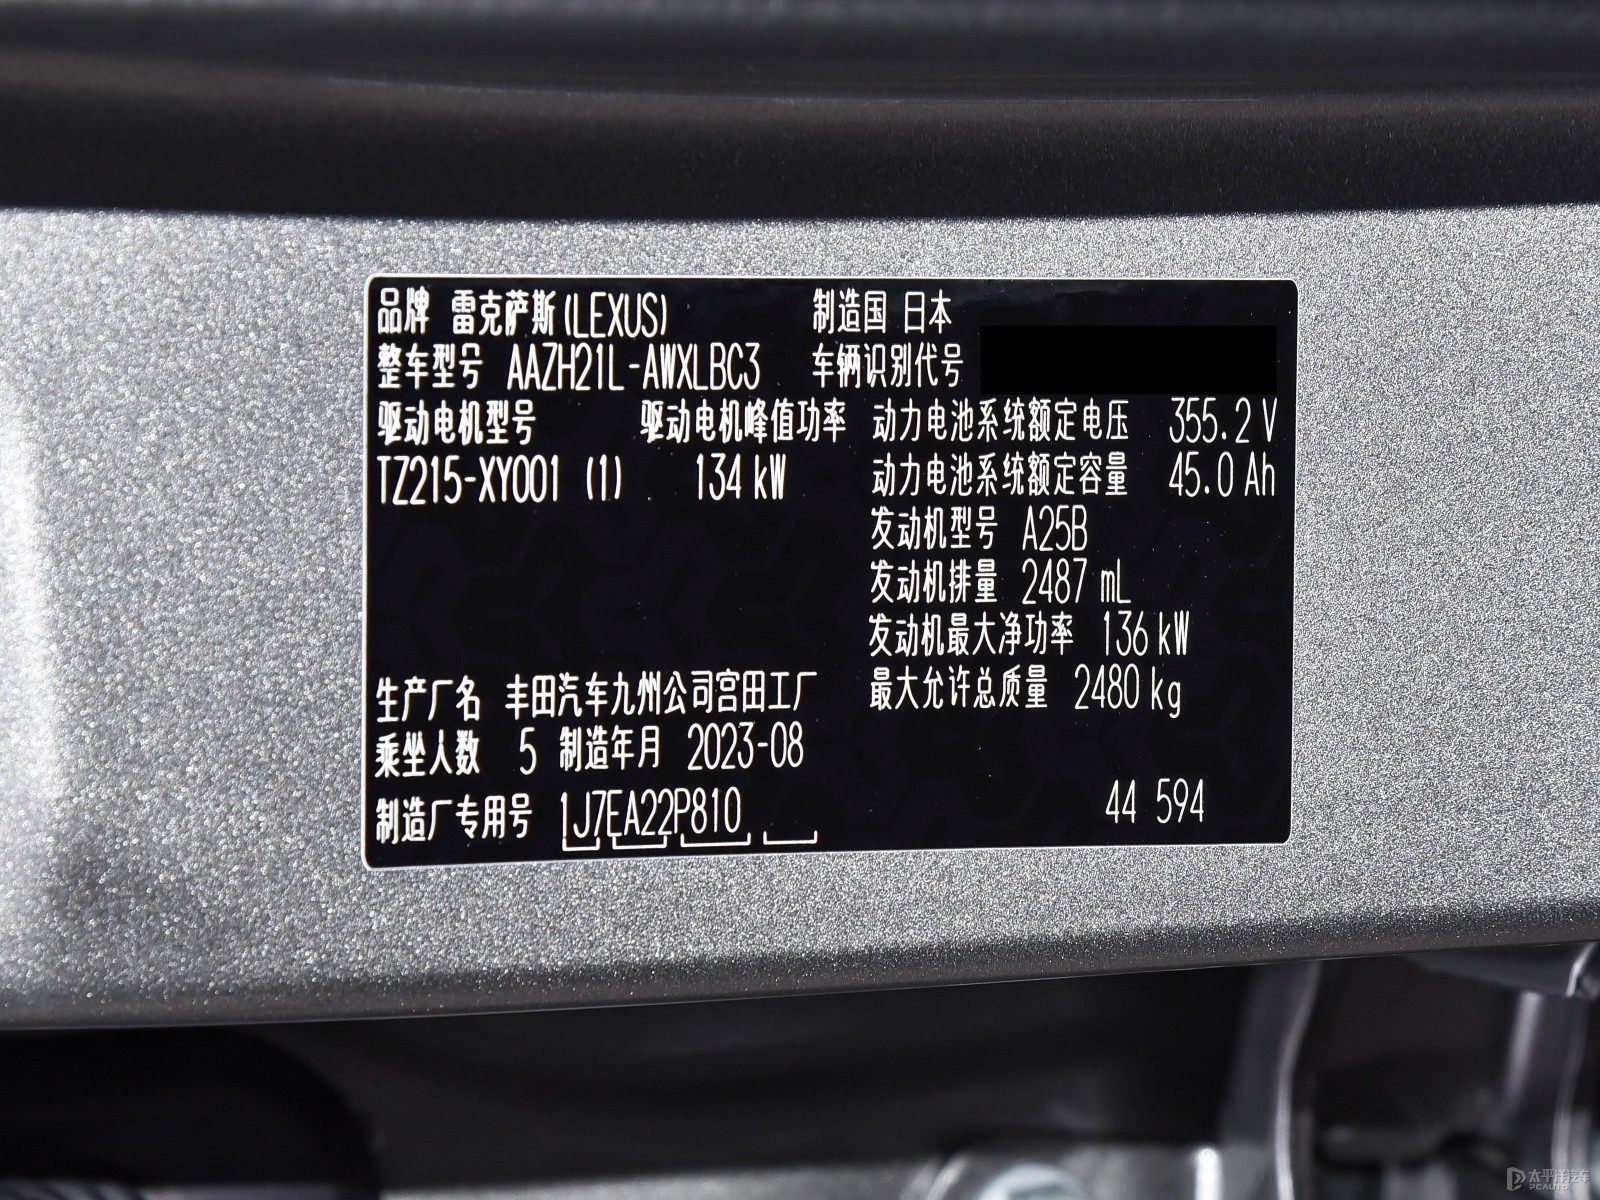 品牌 雷克萨斯(LEXUS) 制造国 日本
整车型号 AAZH21L-AWXLBC3 车辆识别代号
驱动电机型号 驱动电机峰值功率 动力电池系统额定电压 355.2 V
TZ215-XY001 (1) 134 kW 动力电池系统额定容量 45.0 Ah
发动机型号 A25B
发动机排量 2487 mL
发动机最大净功率 136 kW
最大允许总质量 2480 kg
生产厂名 丰田汽车九州公司宫田工厂
乘坐人数 5 制造年月 2023-08
制造厂专用号 1J7EA22P810 44 594
太平洋汽车
PCAUTO